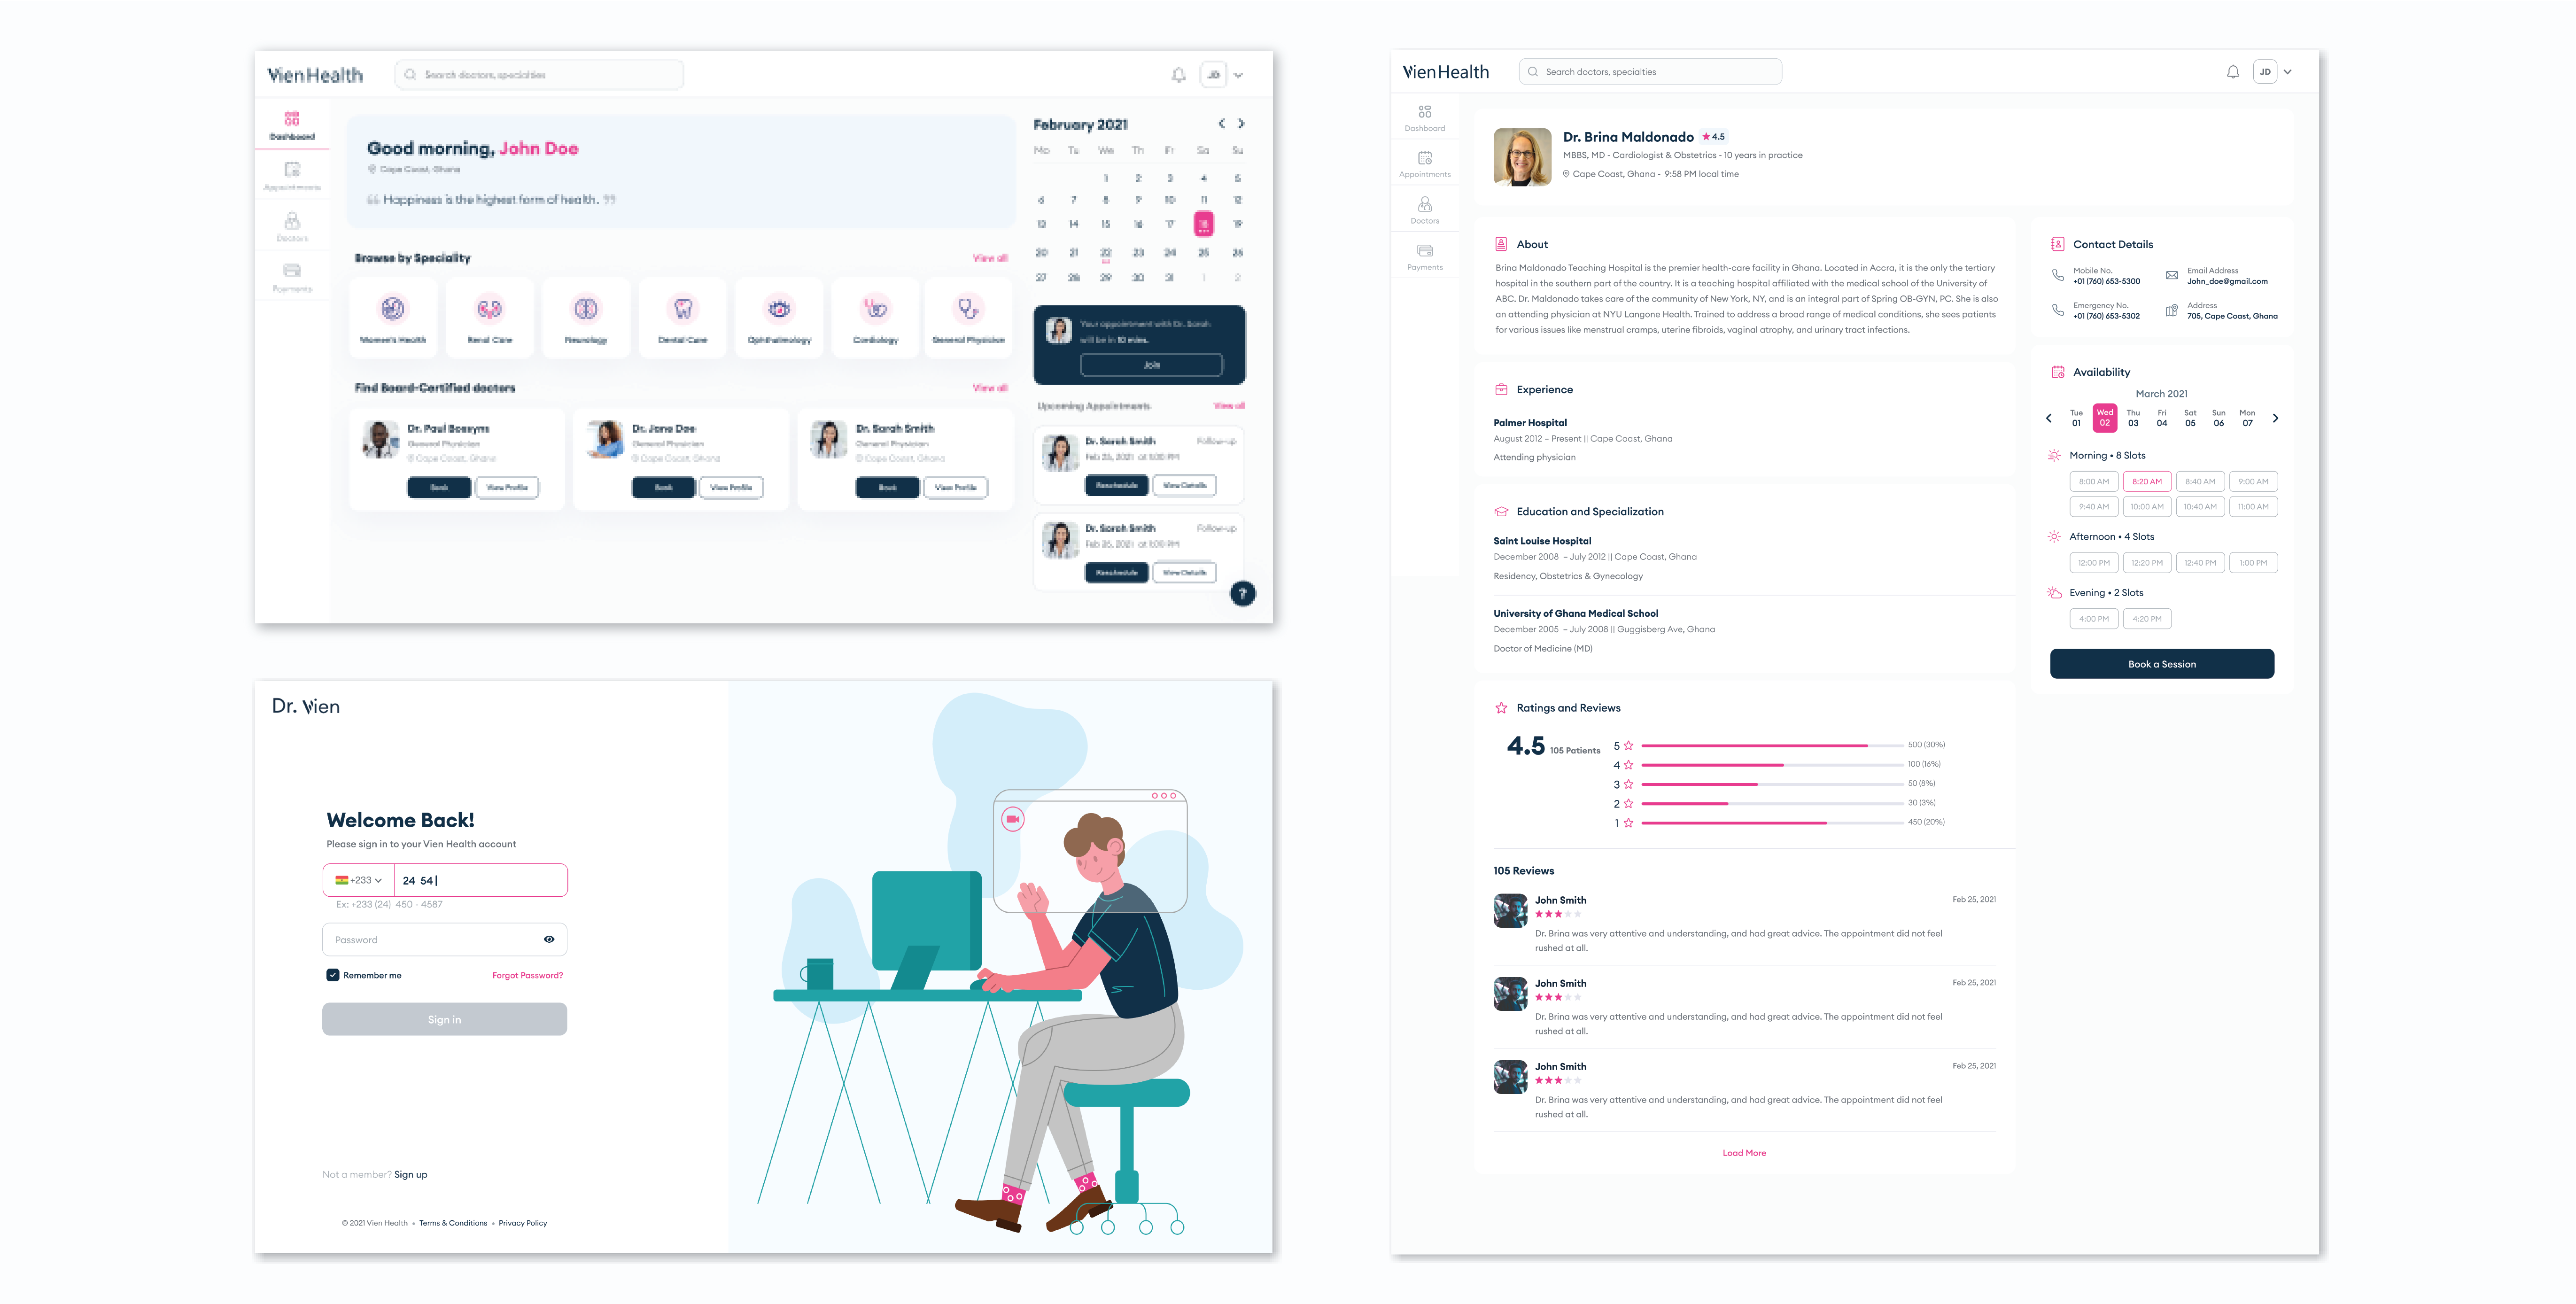 Vien Health
Search doctors, specialties
JD
Dashboard
Appointments
Doctors
Payments
Good morning, John Doe
Cape Coast, Ghana
“ Happiness is the highest form of health. ”
Browse by Speciality
View all
Women's Health
Renal Care
Neurology
Dental Care
Ophthalmology
Cardiology
General Physician
Find Board-Certified doctors
View all
Dr. Paul Bossyns
General Physician
Cape Coast, Ghana
Book
View Profile
Dr. Jane Doe
General Physician
Cape Coast, Ghana
Book
View Profile
Dr. Sarah Smith
General Physician
Cape Coast, Ghana
Book
View Profile
February 2021
Mo Tu We Th Fr Sa Su
1 2 3 4 5
6 7 8 9 10 11 12
13 14 15 16 17 18 19
20 21 22 23 24 25 26
27 28 29 30 31 1 2
Your appointment with Dr. Sarah
will be in 10 mins.
Join
Upcoming Appointments
View all
Dr. Sarah Smith
Follow-up
Feb 25, 2021 at 1:00 PM
Reschedule
View Details
Dr. Sarah Smith
Follow-up
Feb 26, 2021 at 1:00 PM
Reschedule
View Details
?
Dr. Vien
Welcome Back!
Please sign in to your Vien Health account
+233
24 54
Ex: +233 (24) 450 - 4587
Password
Remember me
Forgot Password?
Sign in
Not a member? Sign up
© 2021 Vien Health • Terms & Conditions • Privacy Policy
Vien Health
Search doctors, specialties
JD
Dashboard
Appointments
Doctors
Payments
Dr. Brina Maldonado
4.5
MBBS, MD - Cardiologist & Obstetrics - 10 years in practice
Cape Coast, Ghana - 9:58 PM local time
About
Brina Maldonado Teaching Hospital is the premier health-care facility in Ghana. Located in Accra, it is the only the tertiary
hospital in the southern part of the country. It is a teaching hospital affiliated with the medical school of the University of
ABC. Dr. Maldonado takes care of the community of New York, NY, and is an integral part of Spring OB-GYN, PC. She is also
an attending physician at NYU Langone Health. Trained to address a broad range of medical conditions, she sees patients
for various issues like menstrual cramps, uterine fibroids, vaginal atrophy, and urinary tract infections.
Experience
Palmer Hospital
August 2012 – Present || Cape Coast, Ghana
Attending physician
Education and Specialization
Saint Louise Hospital
December 2008 – July 2012 || Cape Coast, Ghana
Residency, Obstetrics & Gynecology
University of Ghana Medical School
December 2005 – July 2008 || Guggisberg Ave, Ghana
Doctor of Medicine (MD)
Ratings and Reviews
4.5 105 Patients
5 500 (30%)
4 100 (16%)
3 50 (8%)
2 30 (3%)
1 450 (20%)
105 Reviews
John Smith
Feb 25, 2021
Dr. Brina was very attentive and understanding, and had great advice. The appointment did not feel
rushed at all.
John Smith
Feb 25, 2021
Dr. Brina was very attentive and understanding, and had great advice. The appointment did not feel
rushed at all.
John Smith
Feb 25, 2021
Dr. Brina was very attentive and understanding, and had great advice. The appointment did not feel
rushed at all.
Load More
Contact Details
Mobile No.
+01 (760) 653-5300
Email Address
John_doe@gmail.com
Emergency No.
+01 (760) 653-5302
Address
705, Cape Coast, Ghana
Availability
March 2021
Tue Wed Thu Fri Sat Sun Mon
01 02 03 04 05 06 07
Morning • 8 Slots
8:00 AM 8:20 AM 8:40 AM 9:00 AM
9:40 AM 10:00 AM 10:40 AM 11:00 AM
Afternoon • 4 Slots
12:00 PM 12:20 PM 12:40 PM 1:00 PM
Evening • 2 Slots
4:00 PM 4:20 PM
Book a Session